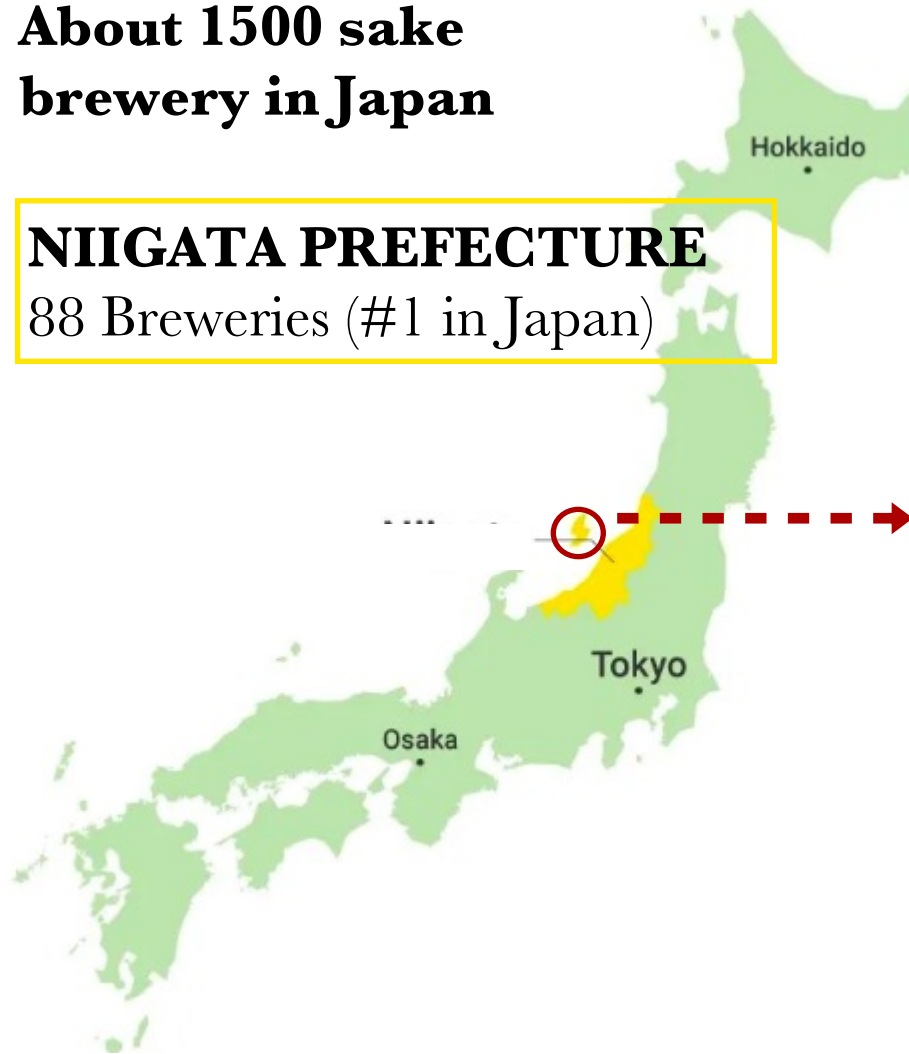 About 1500 sake
brewery in Japan
Hokkaido
NIIGATA PREFECTURE
88 Breweries (#1 in Japan)
Tokyo
Osaka